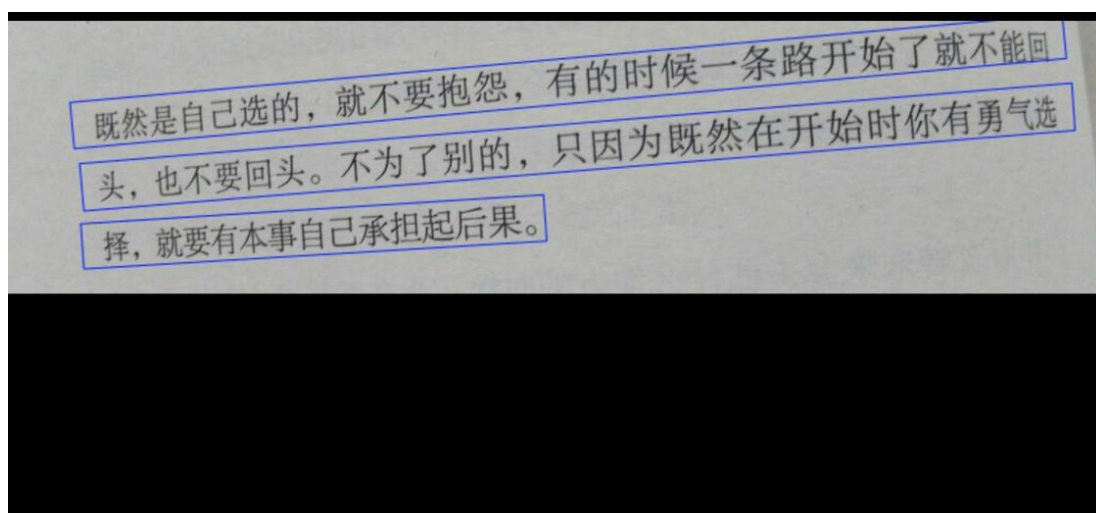 既然是自己选的，就不要抱怨，有的时候一条路开始了就不能回
头，也不要回头。不为了别的，只因为既然在开始时你有勇气选
择，就要有本事自己承担起后果。